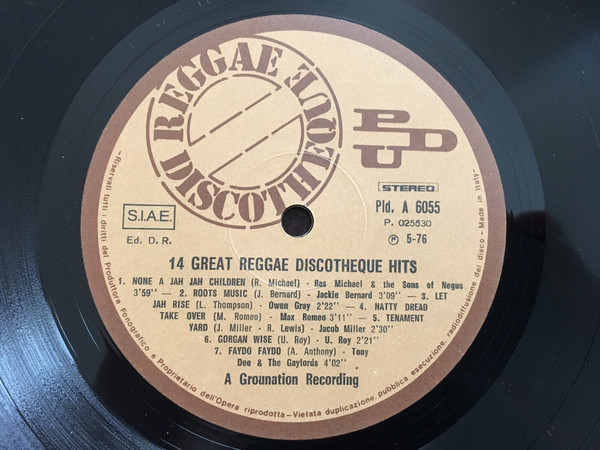 REGGAE
DISCOTHEQUE
PDU
STEREO
Pld. A 6055
P. 025530
Ⓟ 5-76
S.I.A.E.
Ed. D. R.
14 GREAT REGGAE DISCOTHEQUE HITS
1. NONE A JAH JAH CHILDREN (R. Michael) - Ras Michael & the Sons of Negus
3'59" — 2. ROOTS MUSIC (J. Bernard) - Jackie Bernard 3'09" — 3. LET
JAH RISE (L. Thompson) - Owen Gray 2'22" — 4. NATTY DREAD
TAKE OVER (M. Romeo) - Max Romeo 3'11" — 5. TENAMENT
YARD (J. Miller - R. Lewis) - Jacob Miller 2'30"
6. GORGAN WISE (U. Roy) - U. Roy 2'21"
7. FAYDO FAYDO (A. Anthony) - Tony
Dee & The Gaylords 4'02"
A Grounation Recording
-Riservati tutti i diritti del Produttore Fonografico e Proprietario dell'Opera riprodotta-Vietata duplicazione, pubblica esecuzione, radiodiffusione del disco-Made in Italy-